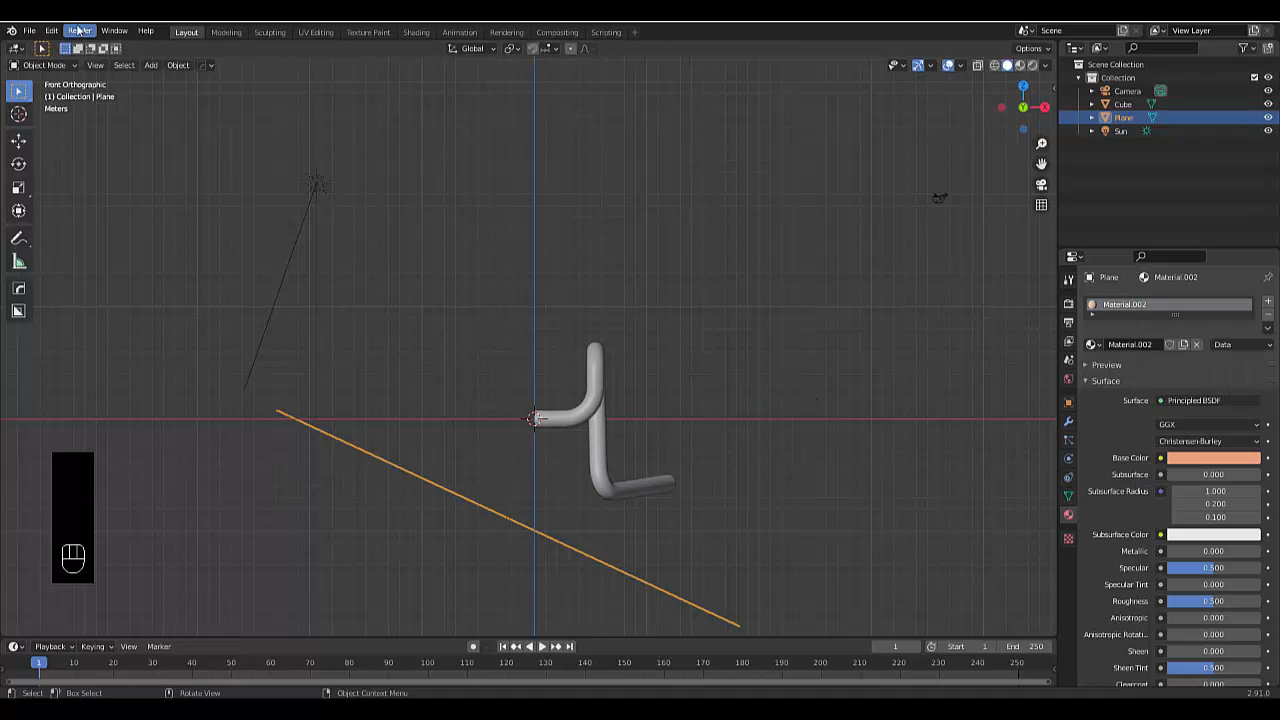 File Edit Render Window Help Layout Modeling Sculpting UV Editing Texture Paint Shading Animation Rendering Compositing Scripting + Scene View Layer
Global Options
Object Mode View Select Add Object
Front Orthographic
(1) Collection | Plane
Meters
Scene Collection
Collection
Camera
Cube
Plane
Sun
Z
Y
X
Plane Material.002
Material.002
Material.002 Data
Preview
Surface
Surface Principled BSDF
GGX
Christensen-Burley
Base Color
Subsurface 0.000
Subsurface Radius 1.000
0.200
0.100
Subsurface Color
Metallic 0.000
Specular 0.500
Specular Tint 0.000
Roughness 0.500
Anisotropic 0.000
Anisotropic Rotati... 0.000
Sheen 0.000
Sheen Tint 0.500
Clearcoat 0.000
Playback Keying View Marker 1 Start 1 End 250
1 10 20 30 40 50 60 70 80 90 100 110 120 130 140 150 160 170 180 190 200 210 220 230 240 250
Select Box Select Rotate View Object Context Menu 2.91.0